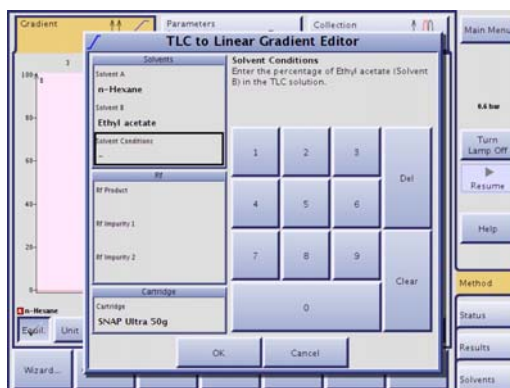 Gradient
Parameters
Collection
Main Menu
TLC to Linear Gradient Editor
Solvents
Solvent A
n-Hexane
Solvent B
Ethyl acetate
Solvent Conditions
–
Rf
Rf Product
Rf Impurity 1
Rf Impurity 2
Cartridge
Cartridge
SNAP Ultra 50g
Solvent Conditions
Enter the percentage of Ethyl acetate (Solvent
B) in the TLC solution.
1 2 3
Del
4 5 6
7 8 9
Clear
0
OK
Cancel
3
100
1
80
60
40
20
0
n-Hexane
Equil.
Unit
Wizard...
0.6 bar
Turn
Lamp Off
Resume
Help
Method
Status
Results
Solvents